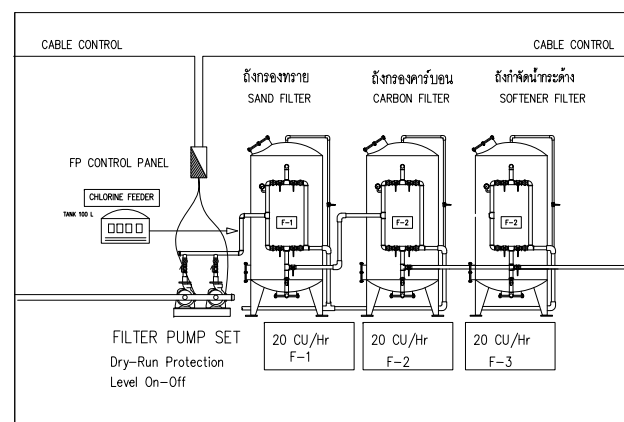 CABLE CONTROL
CABLE CONTROL
ถังกรองทราย
SAND FILTER
ถังกรองคาร์บอน
CARBON FILTER
ถังกำจัดน้ำกระด้าง
SOFTENER FILTER
FP CONTROL PANEL
CHLORINE FEEDER
TANK 100 L
F-1
F-2
F-2
FILTER PUMP SET
Dry-Run Protection
Level On-Off
20 CU/Hr
F-1
20 CU/Hr
F-2
20 CU/Hr
F-3